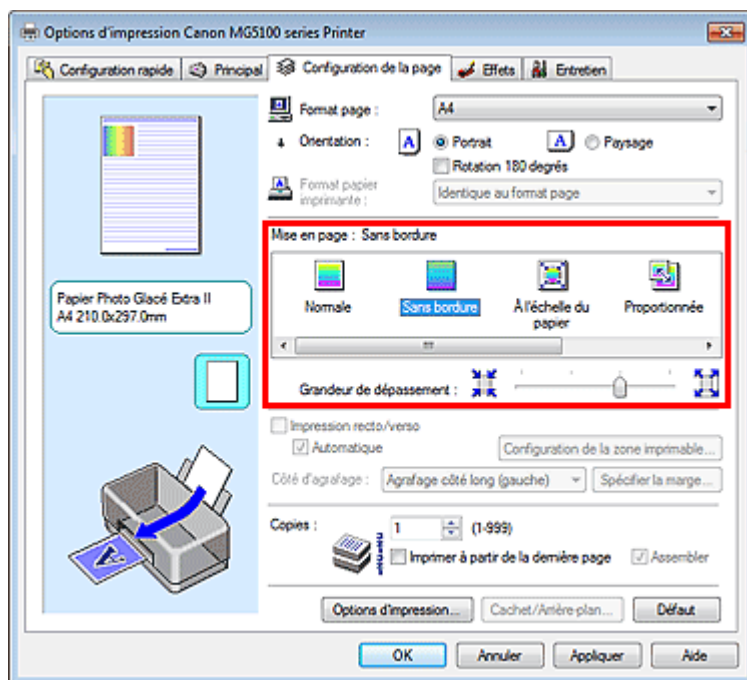 Options d'impression Canon MG5100 series Printer
Configuration rapide Principal Configuration de la page Effets Entretien
Format page : A4
Orientation : A Portrait A Paysage
Rotation 180 degrés
Format papier imprimante : Identique au format page
Mise en page : Sans bordure
Normale Sans bordure À l'échelle du papier Proportionnée
Papier Photo Glacé Extra II
A4 210.0x297.0mm
Grandeur de dépassement :
Impression recto/verso
Automatique Configuration de la zone imprimable...
Côté d'agrafage : Agrafage côté long (gauche) Spécifier la marge...
Copies : 1 (1-999)
Imprimer à partir de la dernière page Assembler
Options d'impression... Cachet/Arrière-plan... Défaut
OK Annuler Appliquer Aide